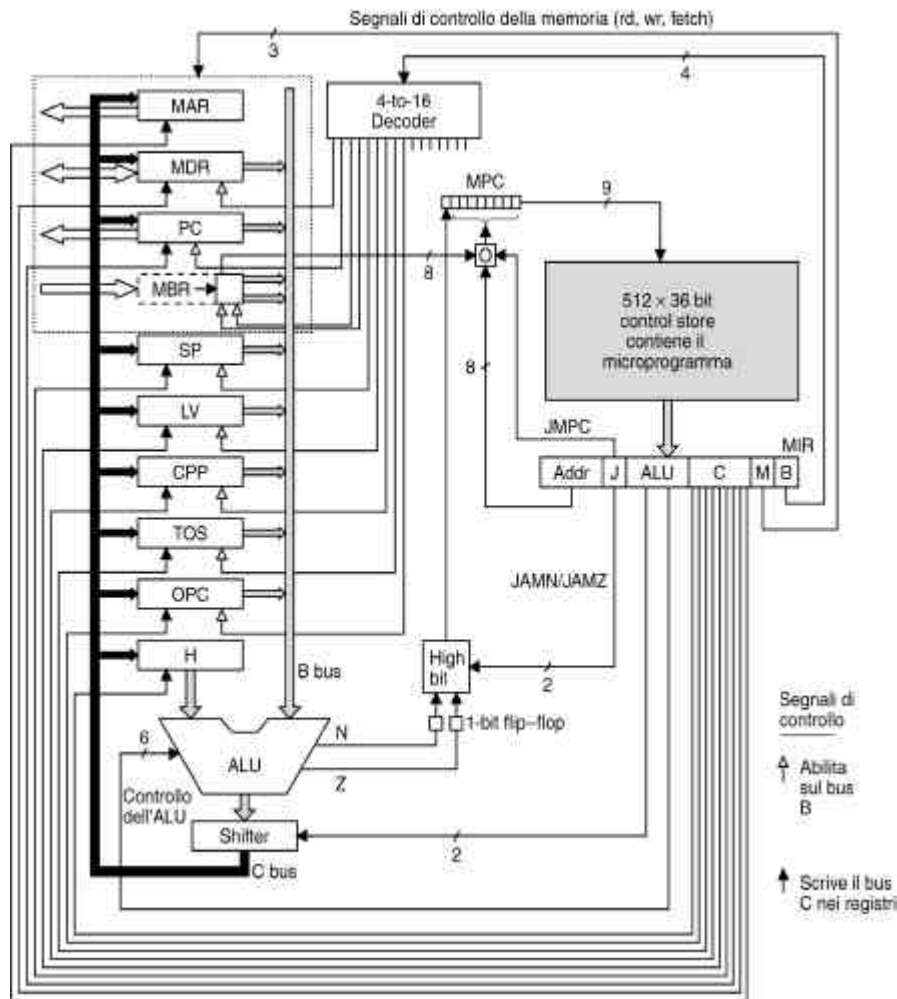 Segnali di controllo della memoria (rd, wr, fetch)
3
4
4-to-16
Decoder
MAR
MDR
PC
MBR
SP
LV
CPP
TOS
OPC
H
MPC
9
8
O
512 × 36 bit
control store
contiene il
microprogramma
8
JMPC
MIR
Addr
J
ALU
C
M
B
JAMN/JAMZ
High
bit
2
B bus
1-bit flip–flop
N
Z
6
ALU
Controllo
dell'ALU
Shifter
C bus
2
Segnali di
controllo
Abilita
sul bus
B
Scrive il bus
C nei registri